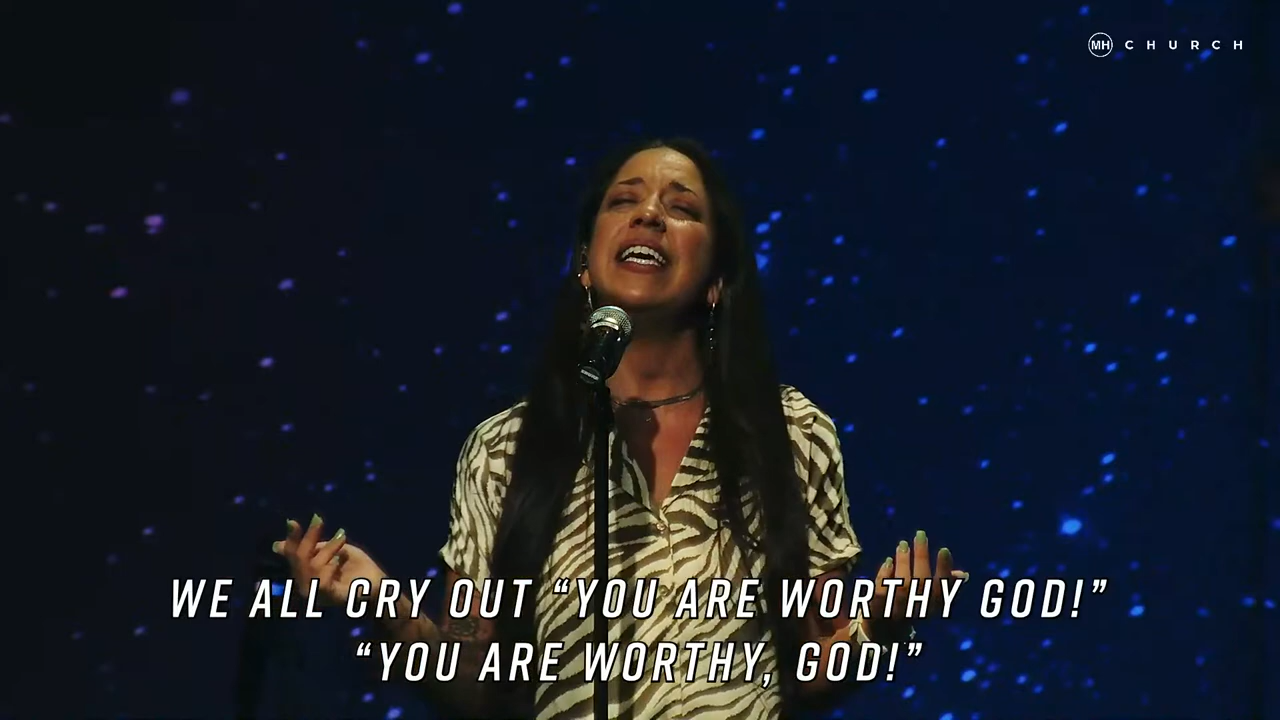 MH CHURCH
WE ALL CRY OUT “YOU ARE WORTHY GOD!”
“YOU ARE WORTHY, GOD!”